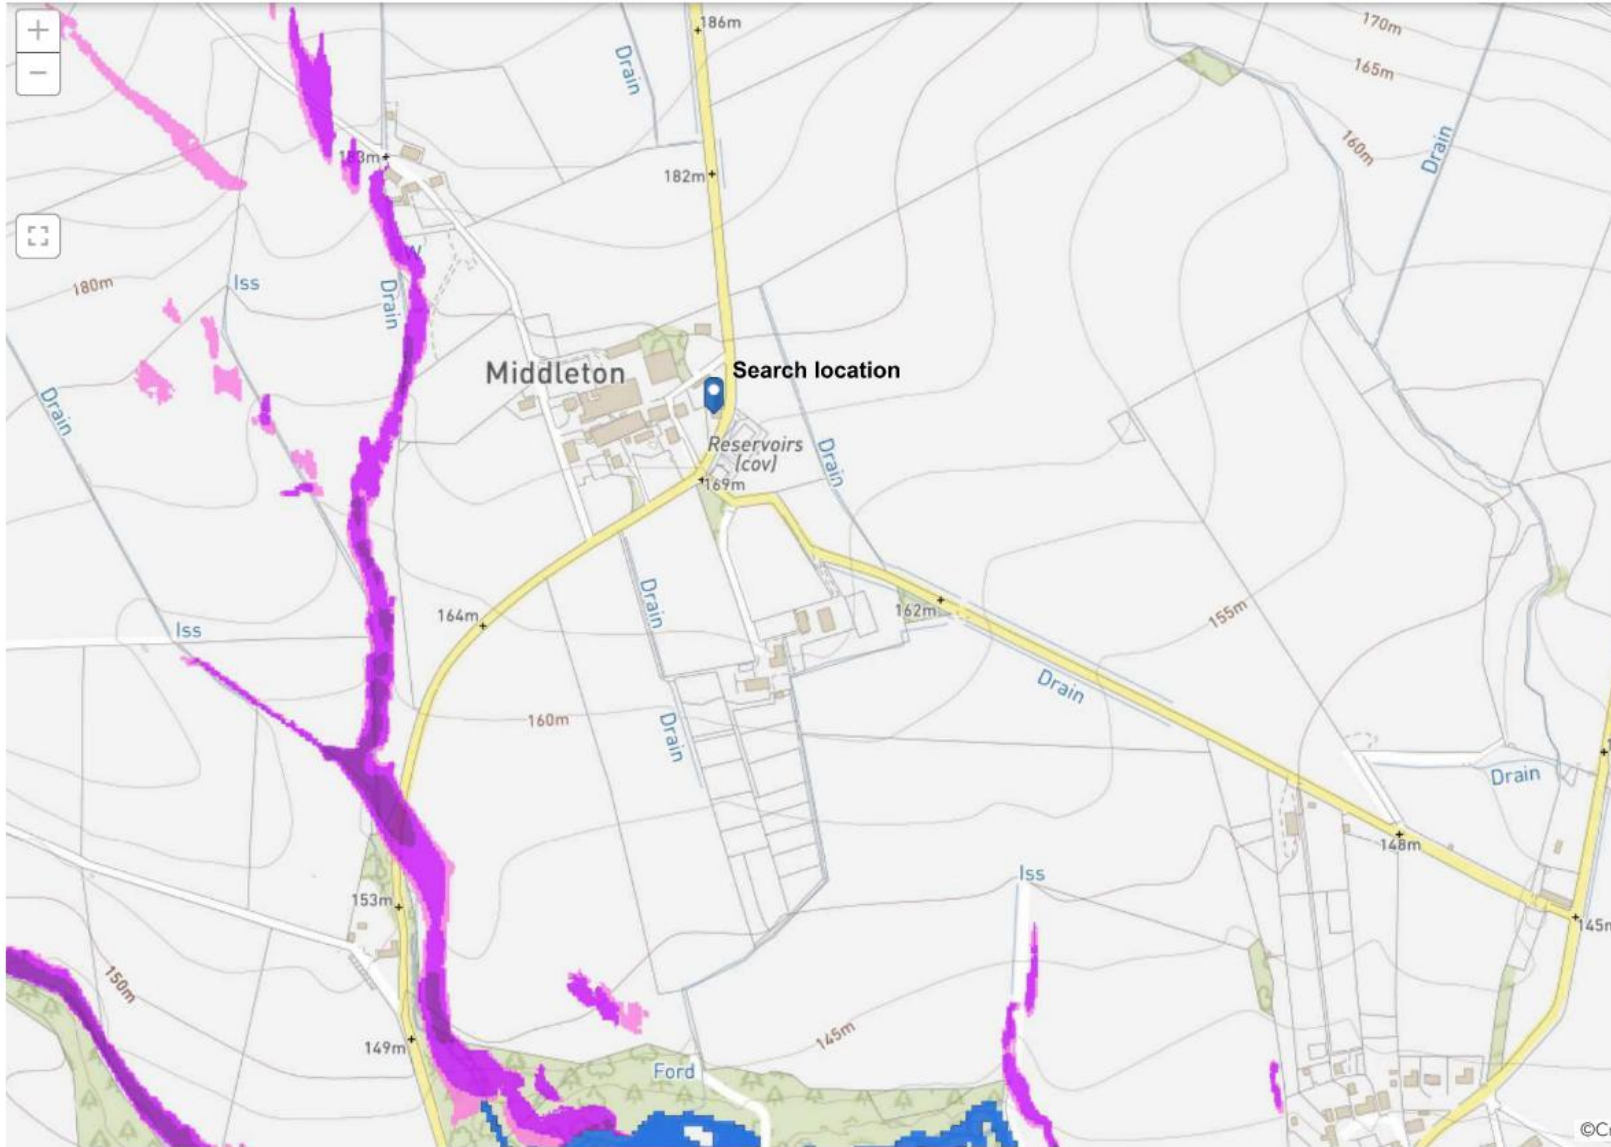 +
−
186m
170m
165m
Drain
160m
Drain
182m
180m
Iss
Drain
Middleton
Search location
Drain
Reservoirs
(cov)
Drain
169m
Drain
162m
155m
164m
Iss
Drain
160m
Drain
Drain
148m
Iss
153m
145m
150m
145m
149m
Ford